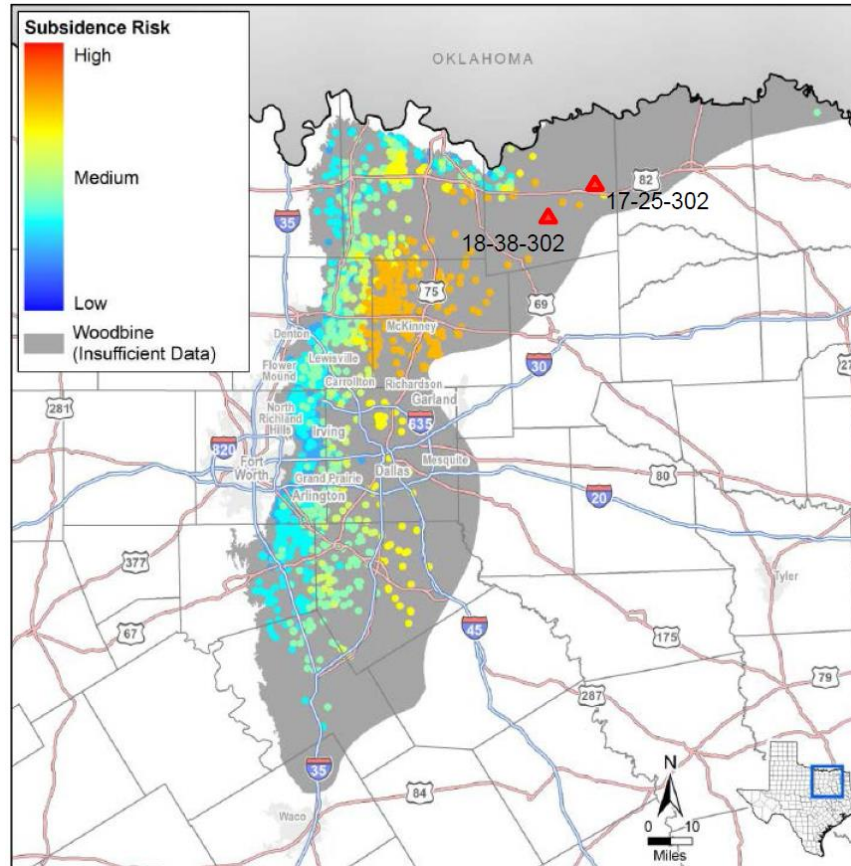 Subsidence Risk
High
Medium
Low
Woodbine
(Insufficient Data)
OKLAHOMA
82
17-25-302
18-38-302
35
75
69
McKinney
Denton
Lewisville
Flower
Mound
Carrollton
Richardson
Garland
30
281
North
Richland
Hills
Irving
635
820
Fort
Worth
Dallas
Mesquite
Grand Prairie
Arlington
80
20
377
Tyler
67
45
175
79
287
35
84
Waco
N
0 10
Miles